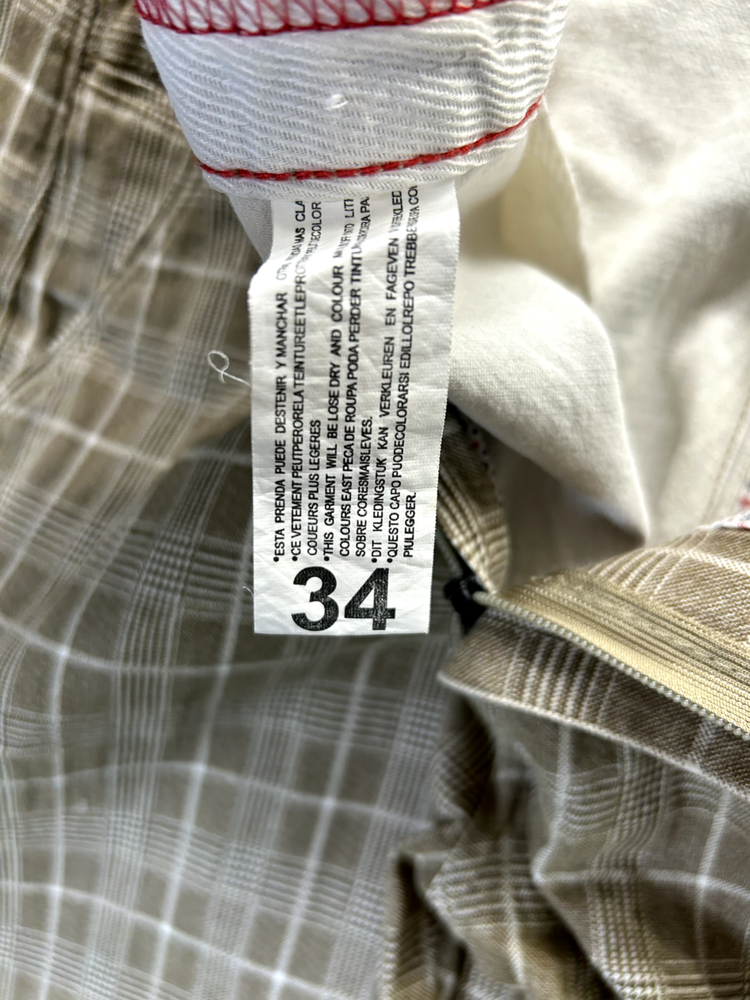 *ESTA PRENDA PUEDE DESTENIR Y MANCHAR
*CE VETEMENT PEUTPERORELA TEINTUREETLEPRO
COUEURS PLUS LEGERES
*THIS GARMENT WILL BE LOSE DRY AND COLOUR
COLOURS EAST PECA DE ROUPA PODA PERDER TINTU
SOBRE CORESMAISLEVES.
*DIT KLEDINGSTUK KAN VERKLEUREN EN FAGEVEN
*QUESTO CAPO PUODECOLORARSI EDILLOLREPO TREBBE
PIULEGGER.
34